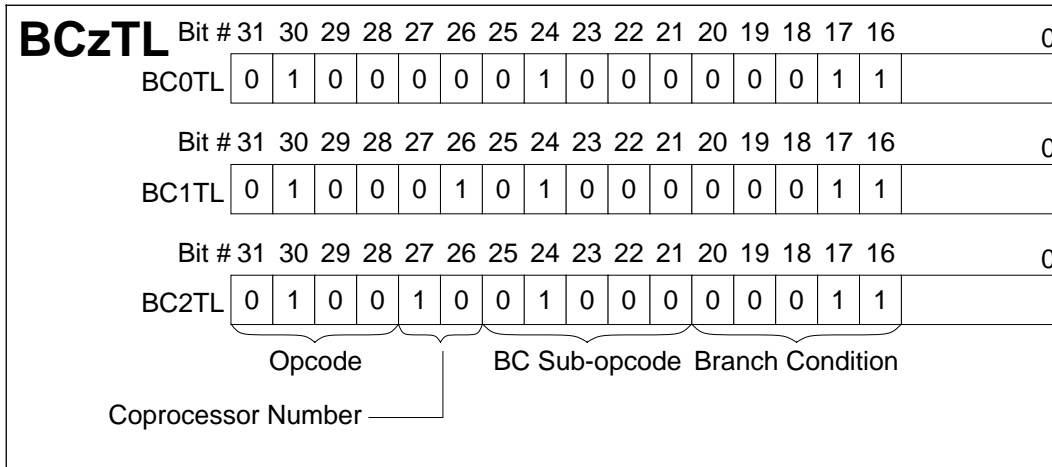 BCzTL Bit # 31 30 29 28 27 26 25 24 23 22 21 20 19 18 17 16 0
BC0TL 0 1 0 0 0 0 0 1 0 0 0 0 0 0 1 1
Bit # 31 30 29 28 27 26 25 24 23 22 21 20 19 18 17 16 0
BC1TL 0 1 0 0 0 1 0 1 0 0 0 0 0 0 1 1
Bit # 31 30 29 28 27 26 25 24 23 22 21 20 19 18 17 16 0
BC2TL 0 1 0 0 1 0 0 1 0 0 0 0 0 0 1 1
Opcode BC Sub-opcode Branch Condition
Coprocessor Number